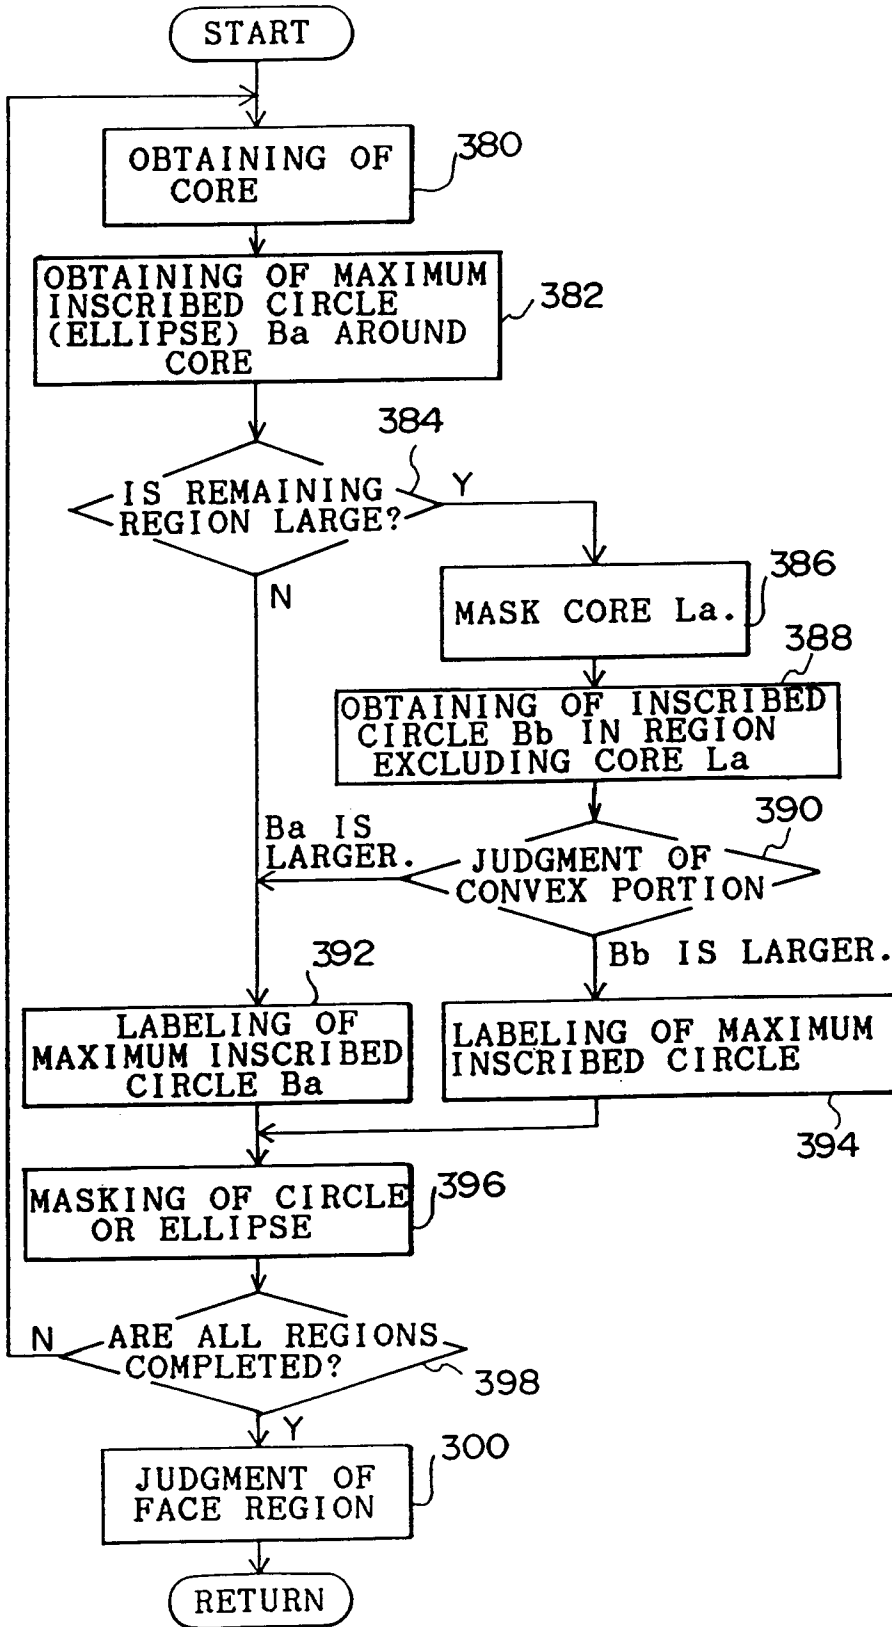 START
OBTAINING OF
CORE
380
OBTAINING OF MAXIMUM
INSCRIBED CIRCLE
(ELLIPSE) Ba AROUND
CORE
382
384
IS REMAINING
REGION LARGE?
Y
N
386
MASK CORE La.
388
OBTAINING OF INSCRIBED
CIRCLE Bb IN REGION
EXCLUDING CORE La
390
JUDGMENT OF
CONVEX PORTION
Ba IS
LARGER.
Bb IS LARGER.
392
LABELING OF
MAXIMUM INSCRIBED
CIRCLE Ba
LABELING OF MAXIMUM
INSCRIBED CIRCLE
394
MASKING OF CIRCLE
OR ELLIPSE
396
N
ARE ALL REGIONS
COMPLETED?
398
Y
300
JUDGMENT OF
FACE REGION
RETURN